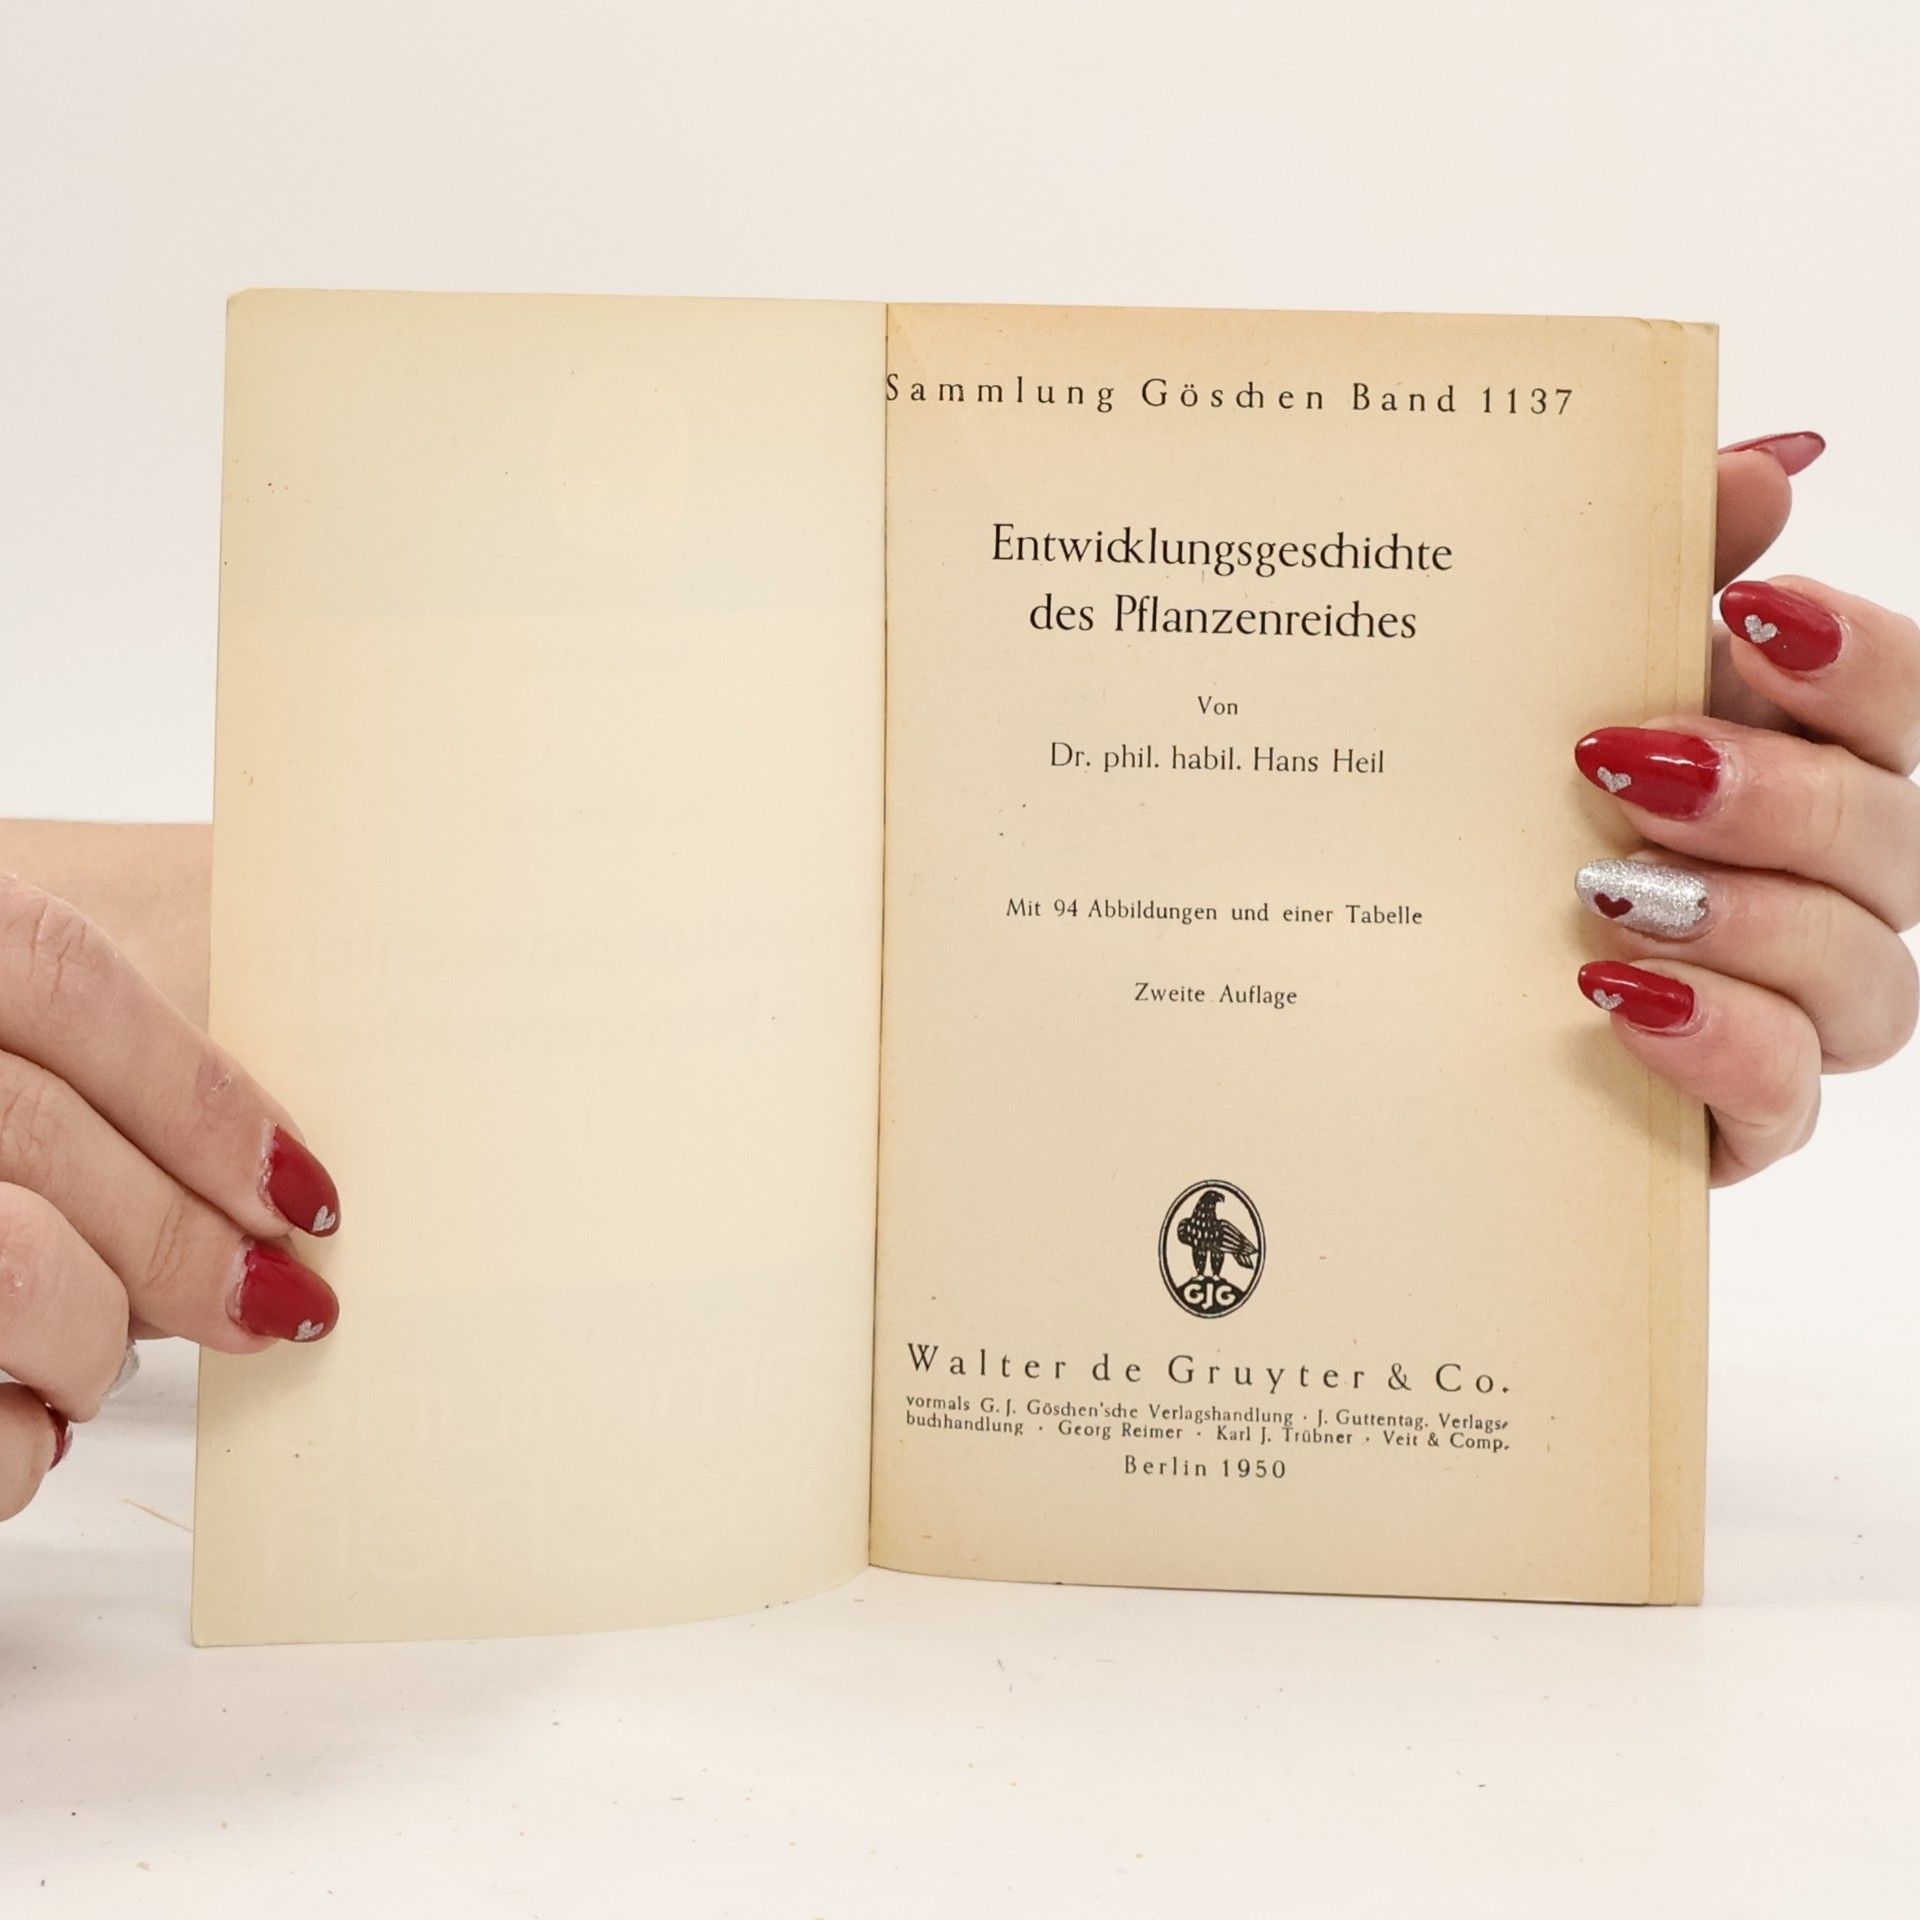 Sammlung Göschen Band 1137
Entwicklungsgeschichte
des Pflanzenreiches
Von
Dr. phil. habil. Hans Heil
Mit 94 Abbildungen und einer Tabelle
Zweite Auflage
GJG
Walter de Gruyter & Co.
vormals G. J. Göschen'sche Verlagshandlung · J. Guttentag. Verlags-
buchhandlung · Georg Reimer · Karl J. Trübner · Veit & Comp.
Berlin 1950